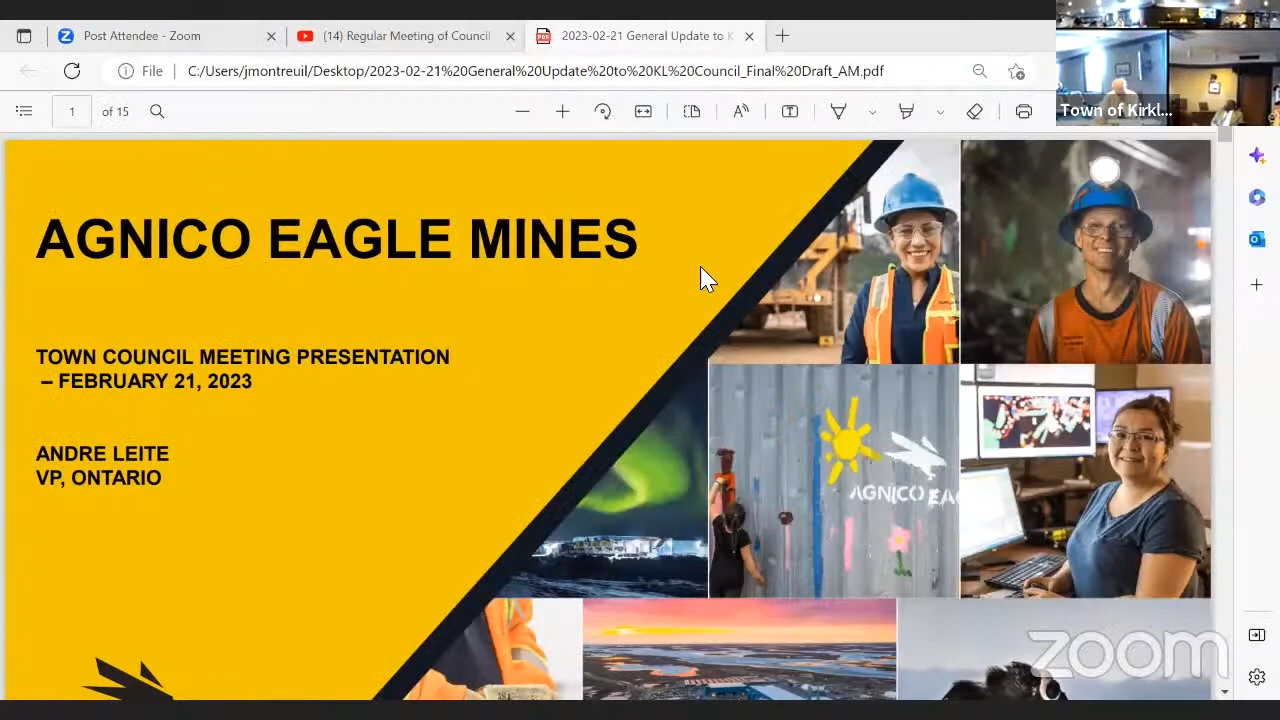 Post Attendee - Zoom
(14) Regular Meeting of Council
2023-02-21 General Update to K
File
C:/Users/jmontreuil/Desktop/2023-02-21%20General%20Update%20to%20KL%20Council_Final%20Draft_AM.pdf
1 of 15
Town of Kirkl...
AGNICO EAGLE MINES
TOWN COUNCIL MEETING PRESENTATION
– FEBRUARY 21, 2023
ANDRE LEITE
VP, ONTARIO
AGNICO EA
zoom